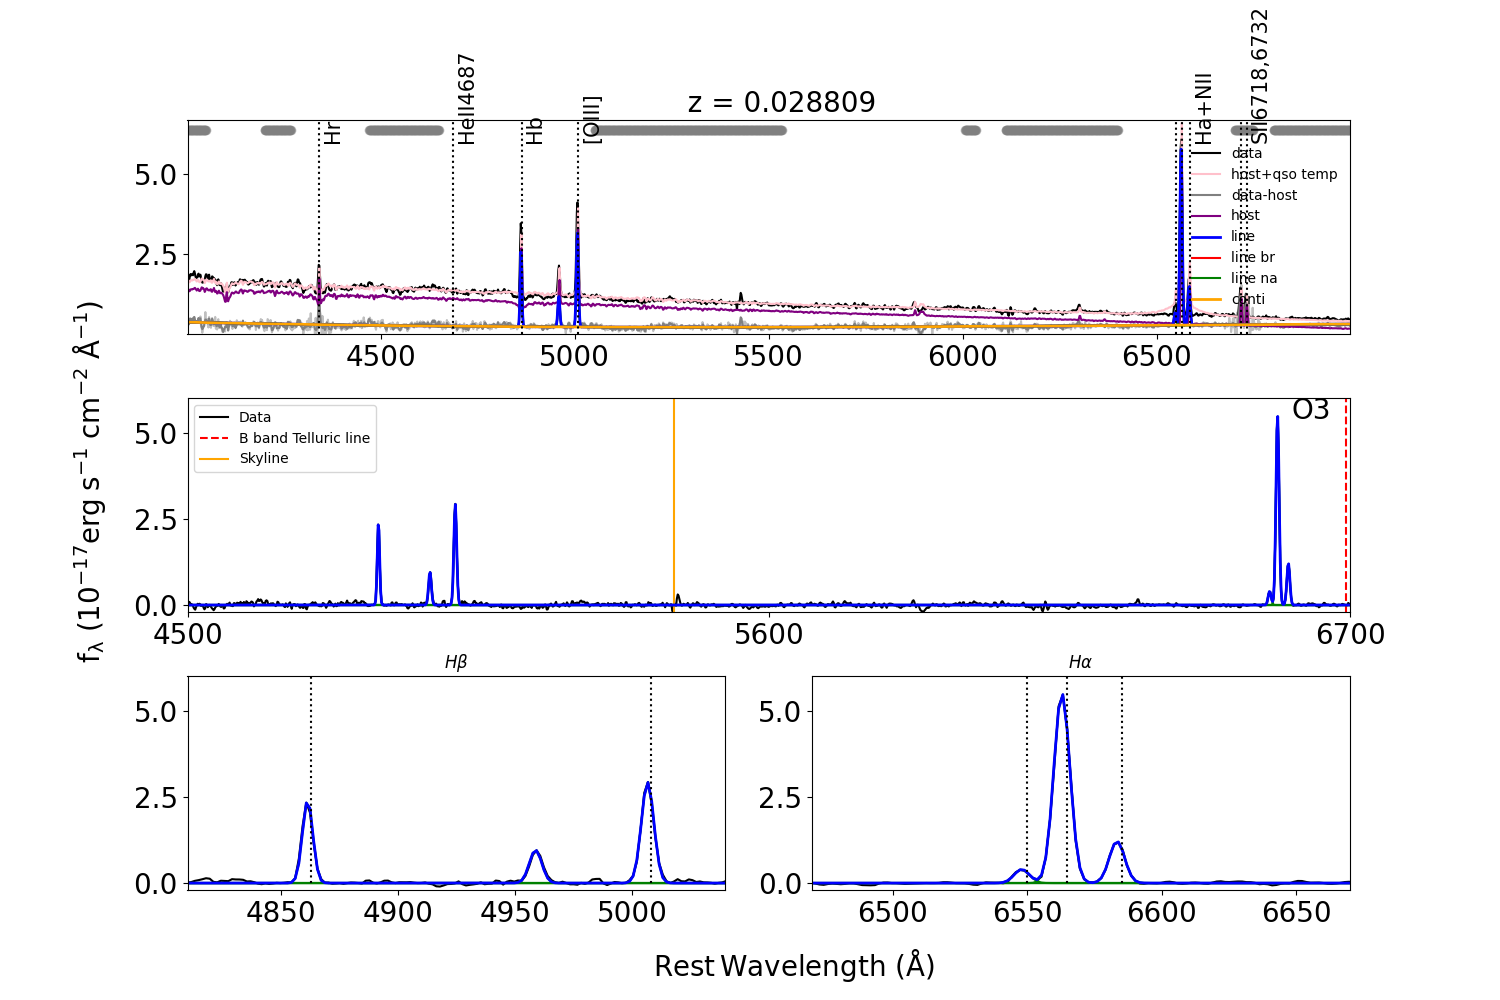 z = 0.028809
Hr
HeII4687
Hb
[OIII]
Ha+NII
SII6718,6732
5.0
2.5
data
host+qso temp
data-host
host
line
line br
line na
conti
4500
5000
5500
6000
6500
fλ (10⁻¹⁷erg s⁻¹ cm⁻² Å⁻¹)
5.0
2.5
0.0
Data
B band Telluric line
Skyline
O3
4500
5600
6700
Hβ
5.0
2.5
0.0
4850
4900
4950
5000
Hα
5.0
2.5
0.0
6500
6550
6600
6650
Rest Wavelength (Å)